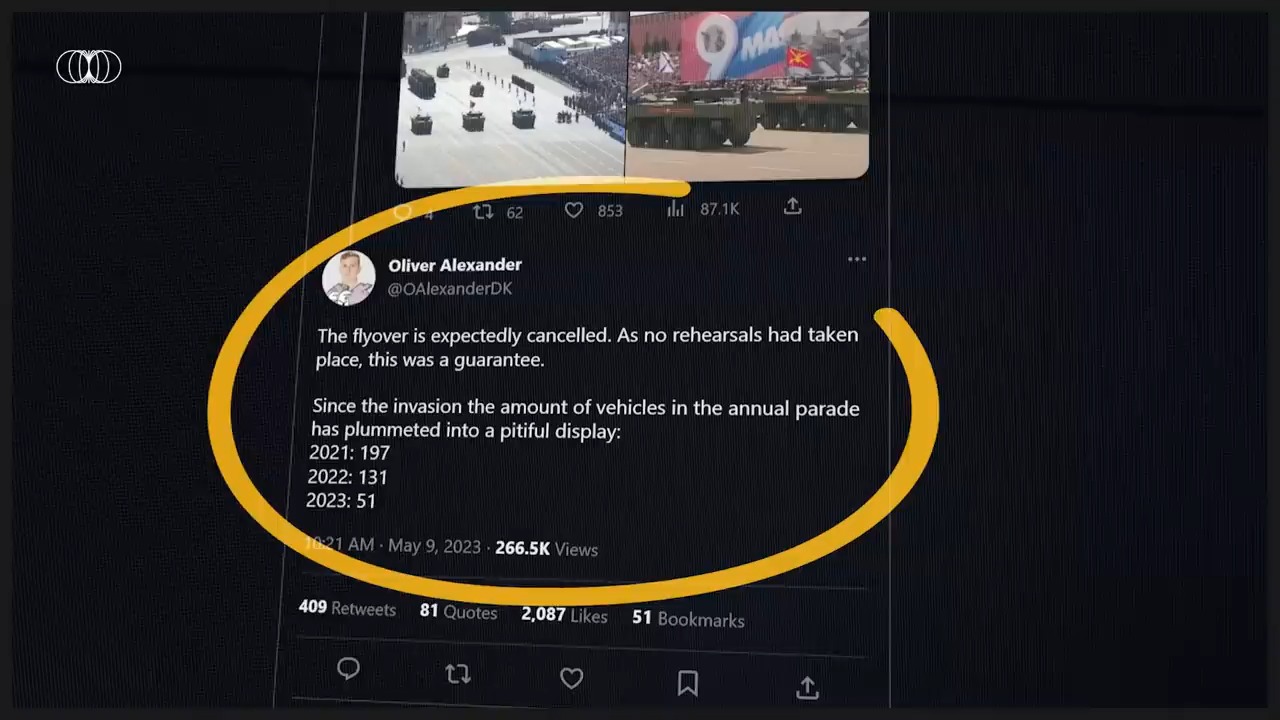 9 МАЯ
4 62 853 87.1K
Oliver Alexander
@OAlexanderDK
The flyover is expectedly cancelled. As no rehearsals had taken
place, this was a guarantee.
Since the invasion the amount of vehicles in the annual parade
has plummeted into a pitiful display:
2021: 197
2022: 131
2023: 51
10:21 AM · May 9, 2023 · 266.5K Views
409 Retweets 81 Quotes 2,087 Likes 51 Bookmarks